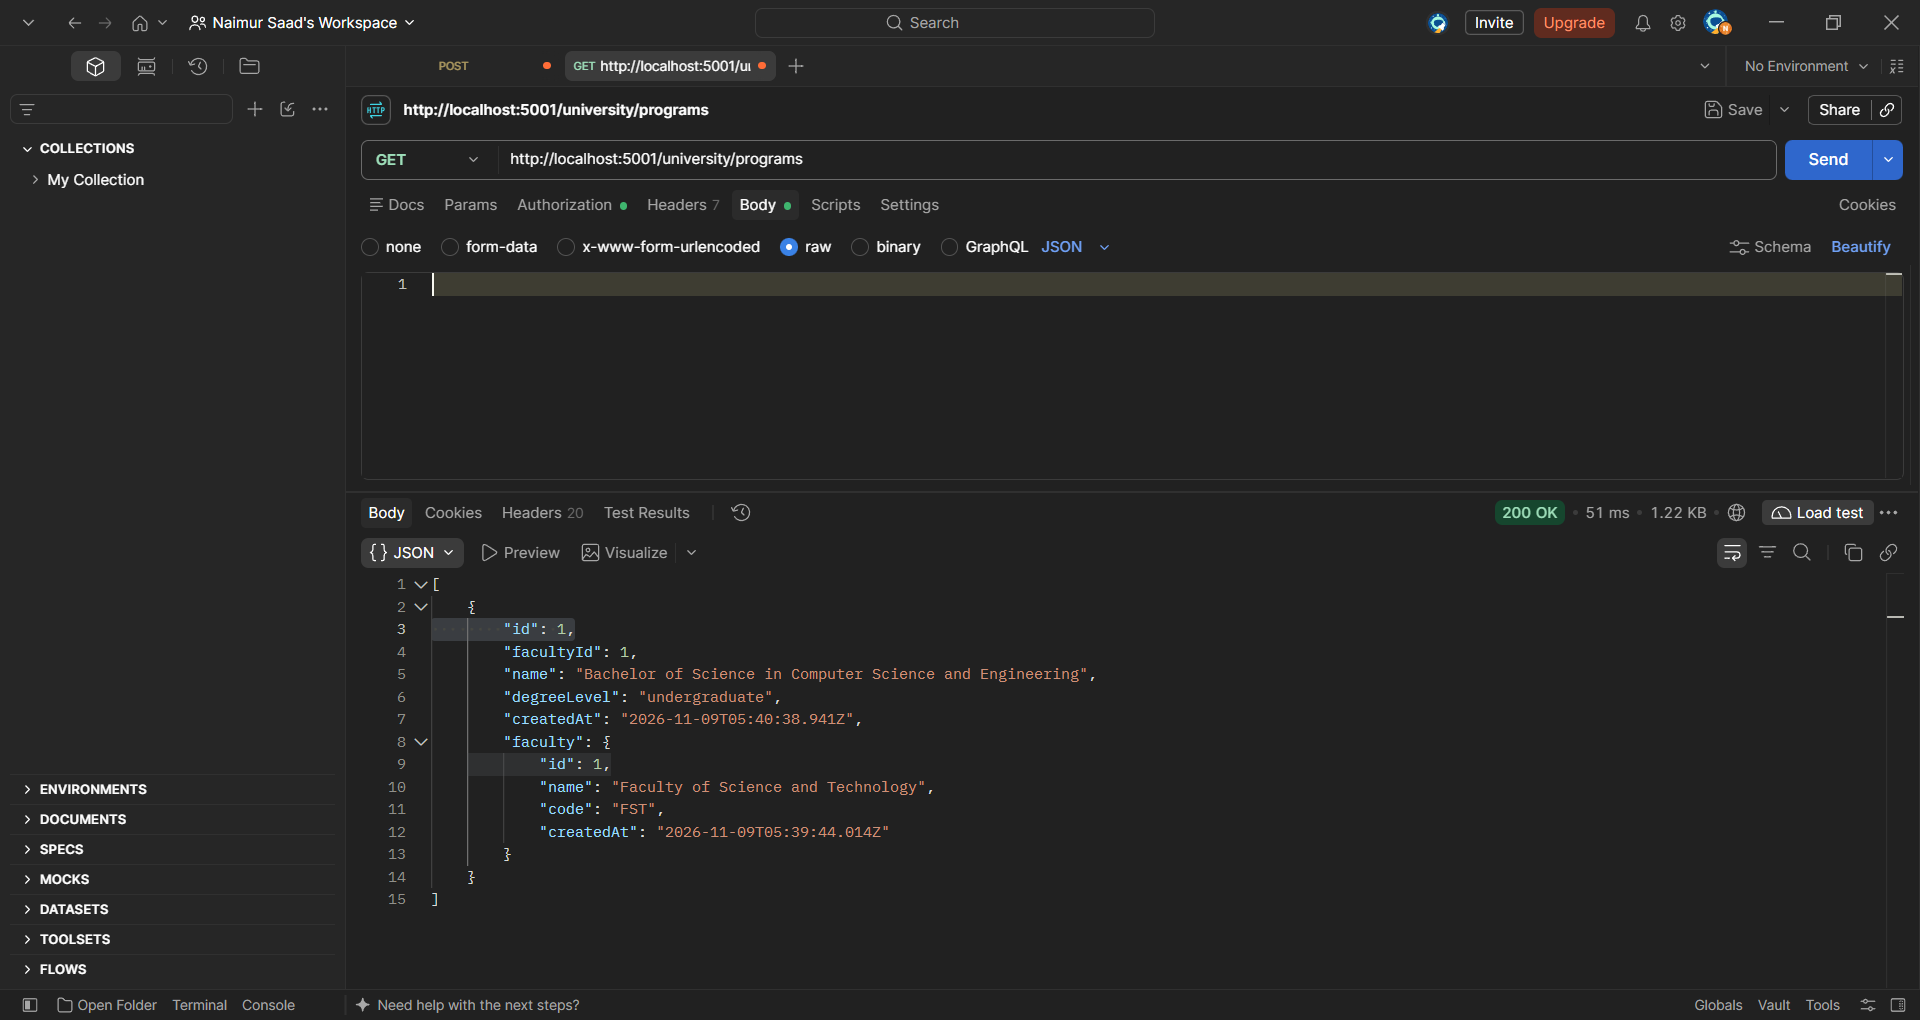 Naimur Saad's Workspace
Search
Invite
Upgrade
POST
GET http://localhost:5001/u
No Environment
http://localhost:5001/university/programs
Save
Share
COLLECTIONS
My Collection
GET
http://localhost:5001/university/programs
Send
Docs
Params
Authorization
Headers 7
Body
Scripts
Settings
Cookies
none
form-data
x-www-form-urlencoded
raw
binary
GraphQL
JSON
Schema
Beautify
1
Body
Cookies
Headers 20
Test Results
200 OK
51 ms
1.22 KB
Load test
{} JSON
Preview
Visualize
1 [
2 {
3 "id": 1,
4 "facultyId": 1,
5 "name": "Bachelor of Science in Computer Science and Engineering",
6 "degreeLevel": "undergraduate",
7 "createdAt": "2026-11-09T05:40:38.941Z",
8 "faculty": {
9 "id": 1,
10 "name": "Faculty of Science and Technology",
11 "code": "FST",
12 "createdAt": "2026-11-09T05:39:44.014Z"
13 }
14 }
15 ]
ENVIRONMENTS
DOCUMENTS
SPECS
MOCKS
DATASETS
TOOLSETS
FLOWS
Open Folder
Terminal
Console
Need help with the next steps?
Globals
Vault
Tools